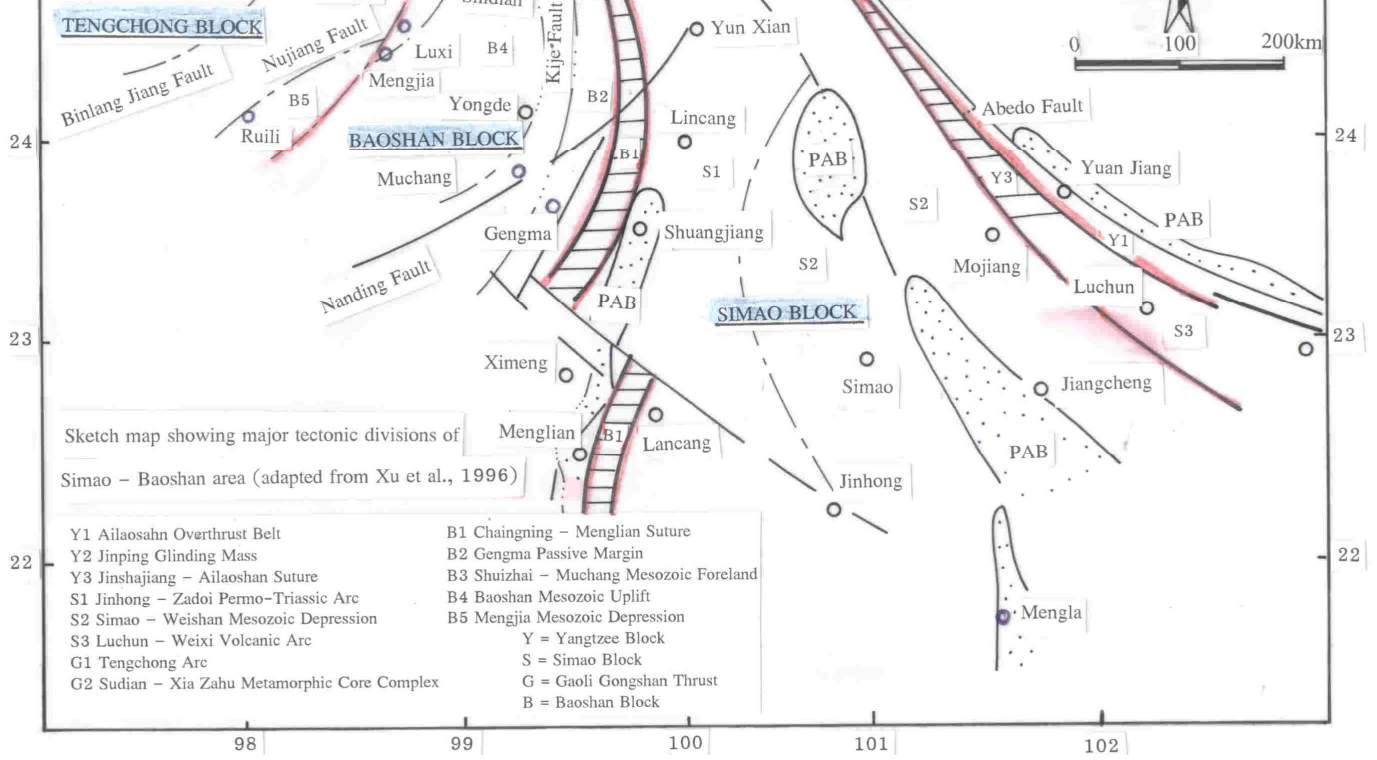 TENGCHONG BLOCK
Binlang Jiang Fault
Nujiang Fault
Luxi
B4
Mengjia
B5
Ruili
Yongde
BAOSHAN BLOCK
Muchang
Gengma
Nanding Fault
Kije Fault
B2
B1
Yun Xian
Lincang
S1
Shuangjiang
PAB
PAB
S2
S2
SIMAO BLOCK
Simao
0 100 200km
Abedo Fault
Y3
Yuan Jiang
PAB
Y1
Mojiang
Luchun
S3
Jiangcheng
PAB
Ximeng
Menglian
B1
Lancang
Jinhong
Mengla
24
23
22
24
23
22
98 99 100 101 102
Sketch map showing major tectonic divisions of
Simao - Baoshan area (adapted from Xu et al., 1996)
Y1 Ailaosahn Overthrust Belt
Y2 Jinping Glinding Mass
Y3 Jinshajiang - Ailaoshan Suture
S1 Jinhong - Zadoi Permo-Triassic Arc
S2 Simao - Weishan Mesozoic Depression
S3 Luchun - Weixi Volcanic Arc
G1 Tengchong Arc
G2 Sudian - Xia Zahu Metamorphic Core Complex
B1 Chaingning - Menglian Suture
B2 Gengma Passive Margin
B3 Shuizhai - Muchang Mesozoic Foreland
B4 Baoshan Mesozoic Uplift
B5 Mengjia Mesozoic Depression
Y = Yangtzee Block
S = Simao Block
G = Gaoli Gongshan Thrust
B = Baoshan Block